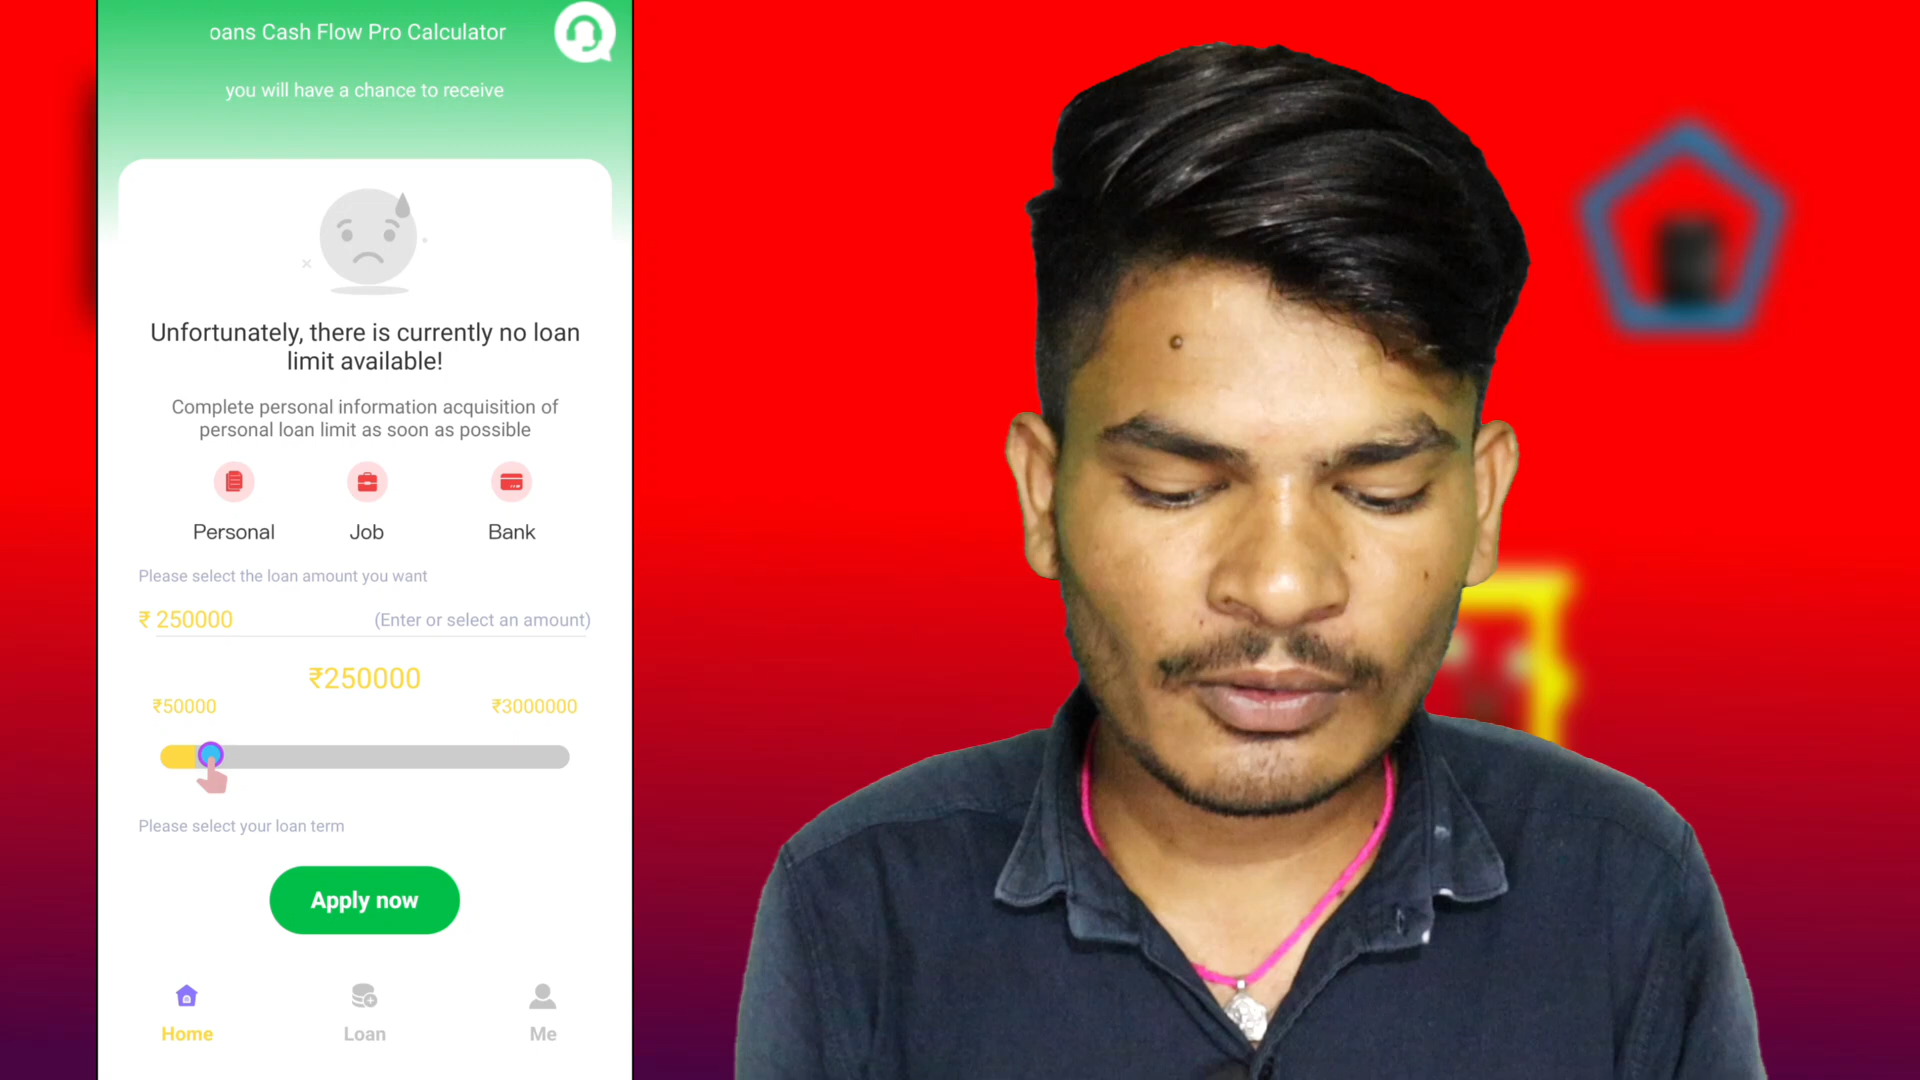 oans Cash Flow Pro Calculator
you will have a chance to receive
Unfortunately, there is currently no loan
limit available!
Complete personal information acquisition of
personal loan limit as soon as possible
Personal Job Bank
Please select the loan amount you want
₹ 250000 (Enter or select an amount)
₹250000
₹50000 ₹3000000
Please select your loan term
Apply now
Home Loan Me